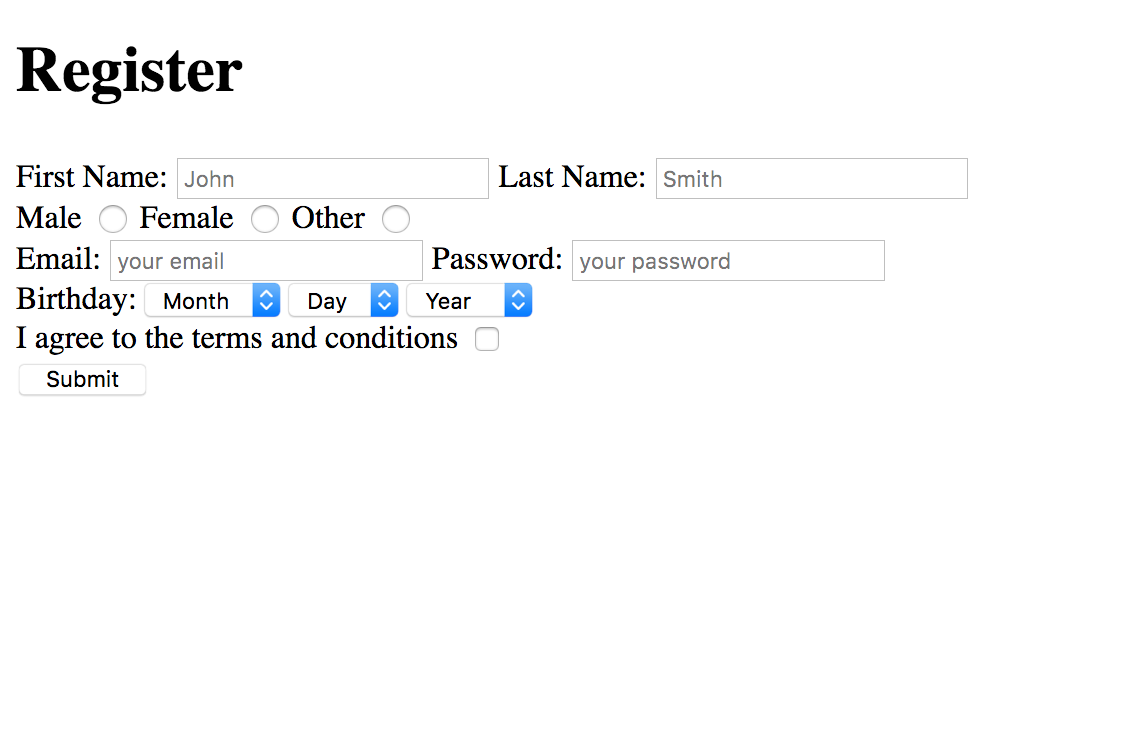 Register
First Name: John Last Name: Smith
Male Female Other
Email: your email Password: your password
Birthday: Month Day Year
I agree to the terms and conditions
Submit